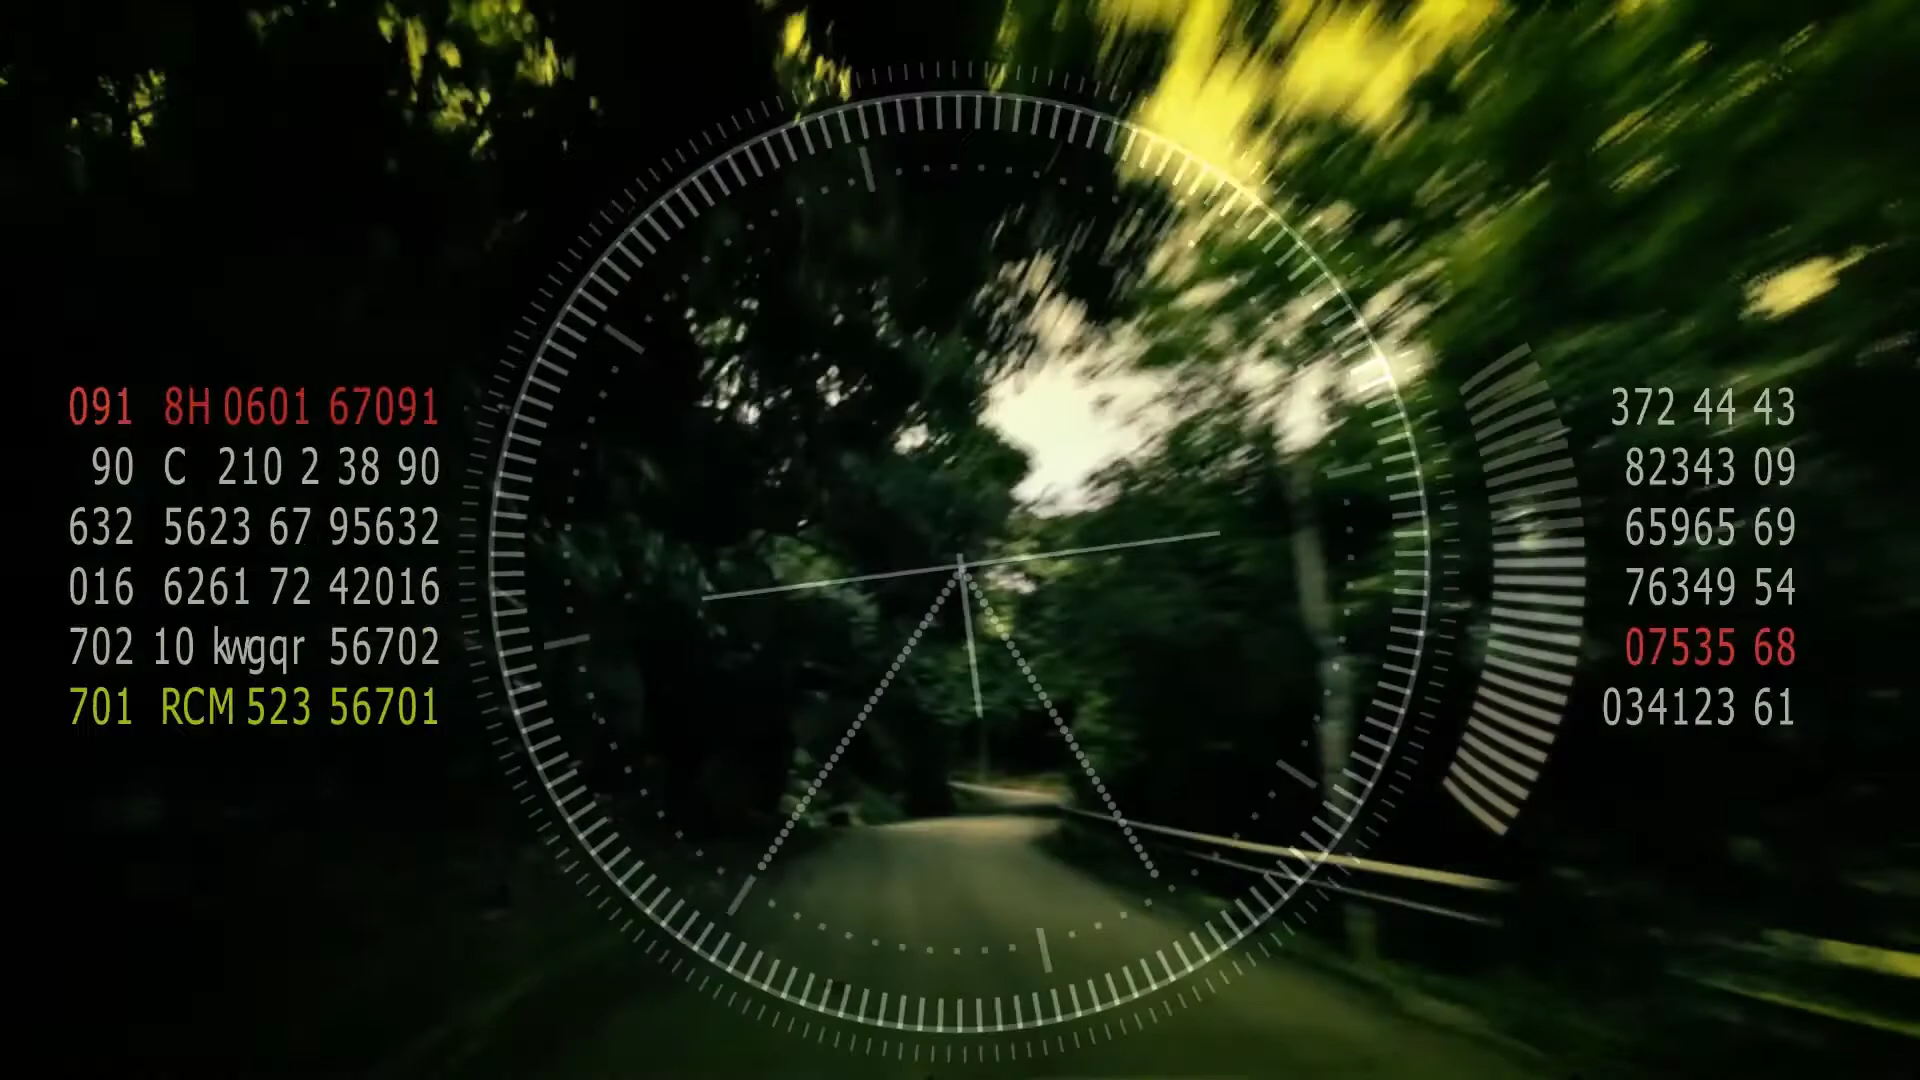 091 8H 0601 67091
90 C 210 2 38 90
632 5623 67 95632
016 6261 72 42016
702 10 kwgqr 56702
701 RCM 523 56701
372 44 43
82343 09
65965 69
76349 54
07535 68
034123 61